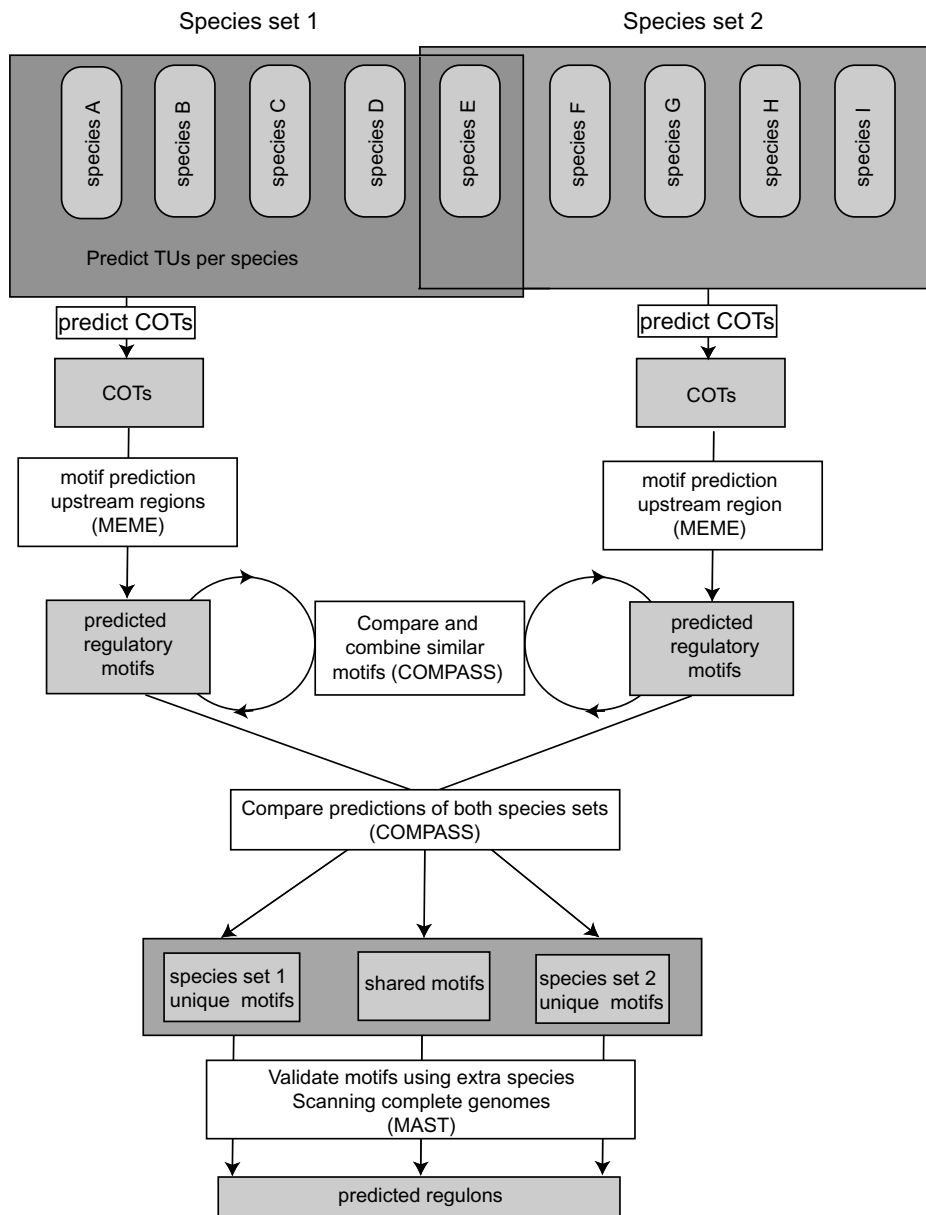 Species set 1
Species set 2
species A
species B
species C
species D
species E
species F
species G
species H
species I
Predict TUs per species
predict COTs
predict COTs
COTs
COTs
motif prediction
upstream regions
(MEME)
motif prediction
upstream region
(MEME)
predicted
regulatory
motifs
Compare and
combine similar
motifs (COMPASS)
predicted
regulatory
motifs
Compare predictions of both species sets
(COMPASS)
species set 1
unique motifs
shared motifs
species set 2
unique motifs
Validate motifs using extra species
Scanning complete genomes
(MAST)
predicted regulons